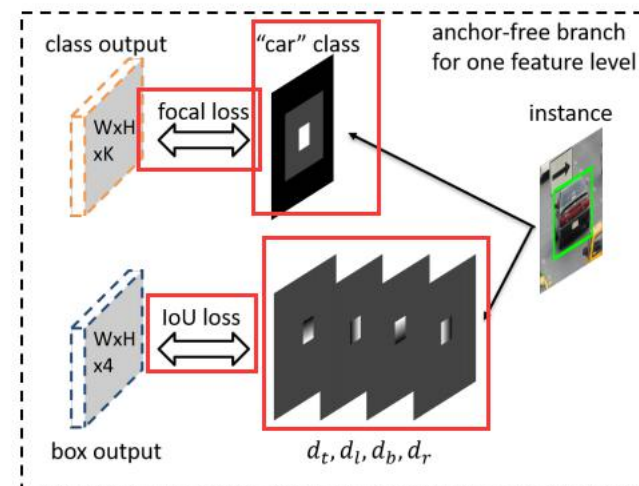 class output
“car” class
anchor-free branch
for one feature level
instance
focal loss
WxH
xK
IoU loss
WxH
x4
box output
d_t, d_l, d_b, d_r